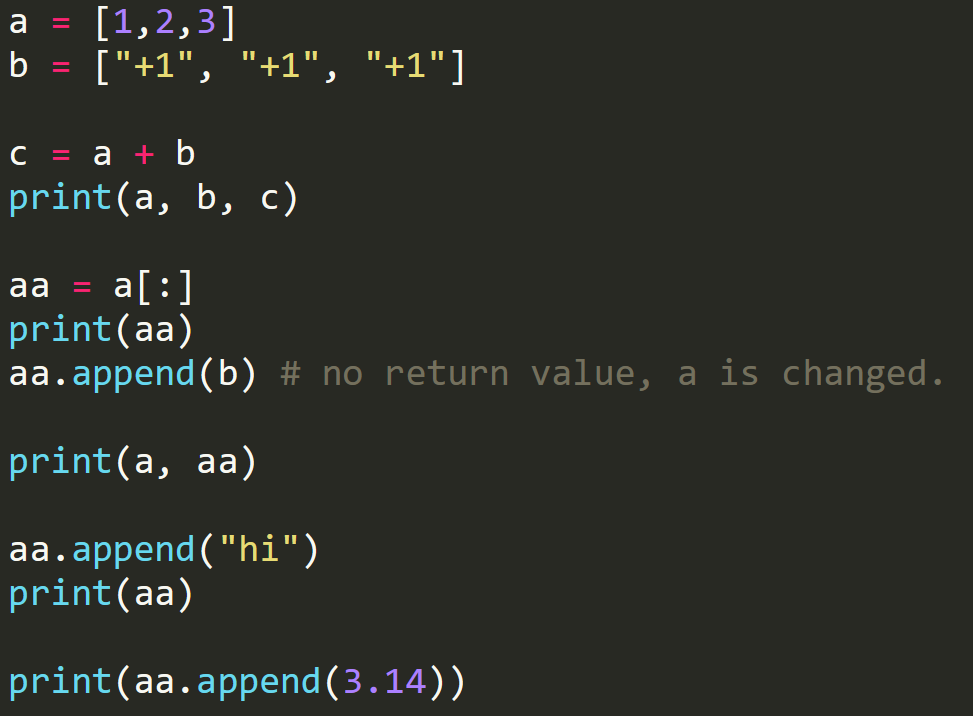 a = [1,2,3]
b = ["+1", "+1", "+1"]
c = a + b
print(a, b, c)
aa = a[:]
print(aa)
aa.append(b) # no return value, a is changed.
print(a, aa)
aa.append("hi")
print(aa)
print(aa.append(3.14))